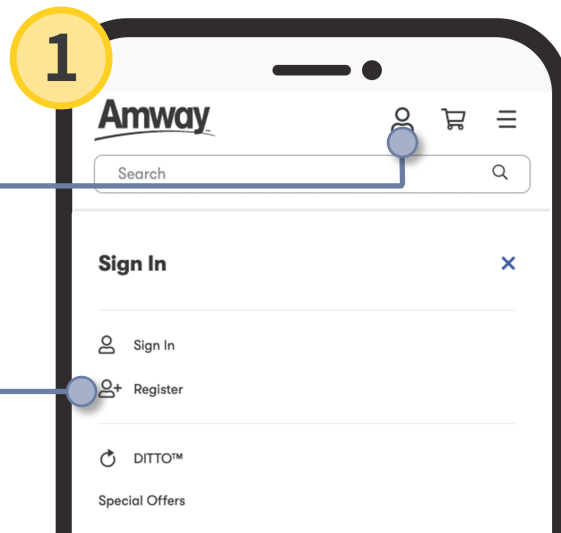 1
Amway
Search
Sign In
Sign In
Register
DITTO™
Special Offers